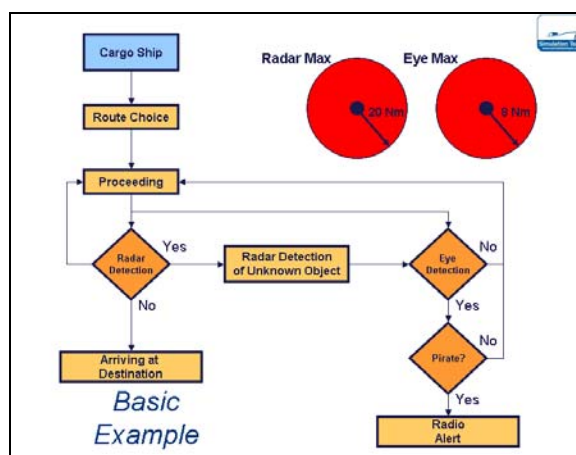 Cargo Ship
Radar Max
Eye Max
20 Nm
8 Nm
Route Choice
Proceeding
Radar
Detection
Yes
No
Radar Detection
of Unknown Object
Eye
Detection
No
Yes
Arriving at
Destination
Pirate?
No
Yes
Radio
Alert
Basic
Example